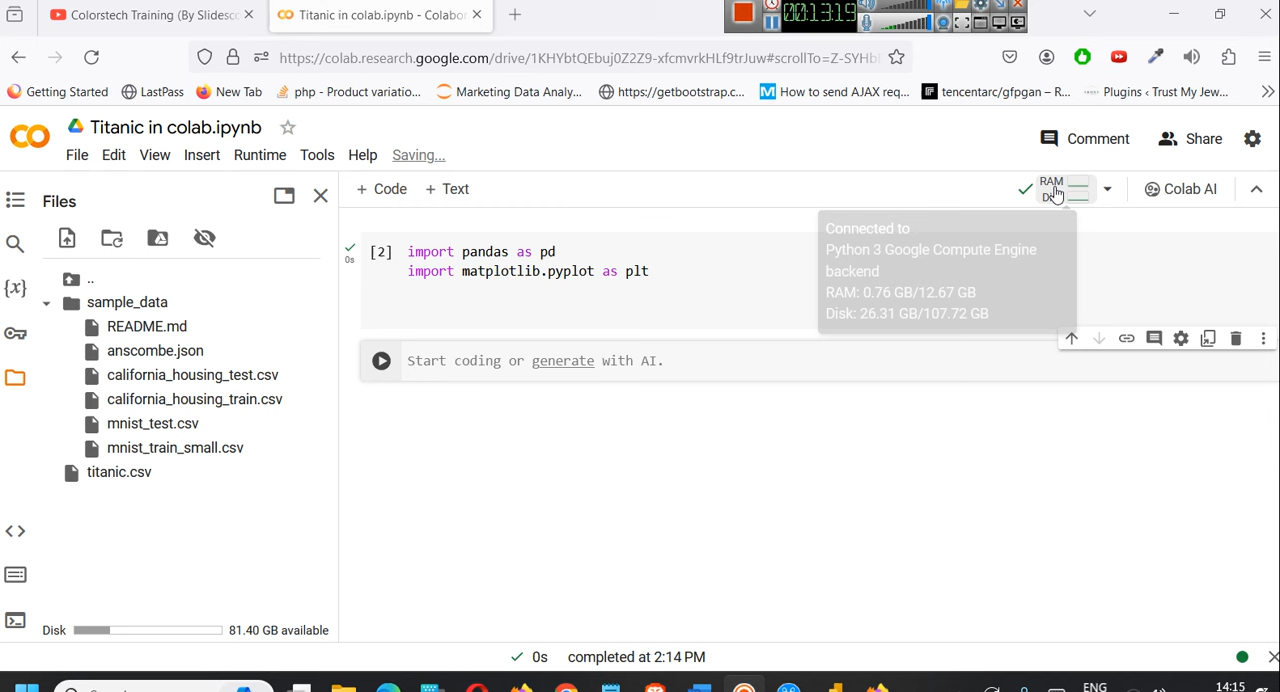 Colorstech Training (By Slidesco
Titanic in colab.ipynb - Colabor
00:13:19
https://colab.research.google.com/drive/1KHYbtQEbuj0Z2Z9-xfcmvrkHLf9trJuw#scrollTo=Z-SYHb
Getting Started
LastPass
New Tab
php - Product variatio...
Marketing Data Analy...
https://getbootstrap.c...
M How to send AJAX req...
tencentarc/gfpgan – R...
Plugins ‹ Trust My Jew...
Titanic in colab.ipynb
File Edit View Insert Runtime Tools Help Saving...
Comment
Share
Files
+ Code + Text
RAM
Colab AI
Connected to
Python 3 Google Compute Engine
backend
RAM: 0.76 GB/12.67 GB
Disk: 26.31 GB/107.72 GB
..
sample_data
README.md
anscombe.json
california_housing_test.csv
california_housing_train.csv
mnist_test.csv
mnist_train_small.csv
titanic.csv
{x}
0s
[2] import pandas as pd
import matplotlib.pyplot as plt
Start coding or generate with AI.
Disk 81.40 GB available
0s completed at 2:14 PM
ENG
14:15